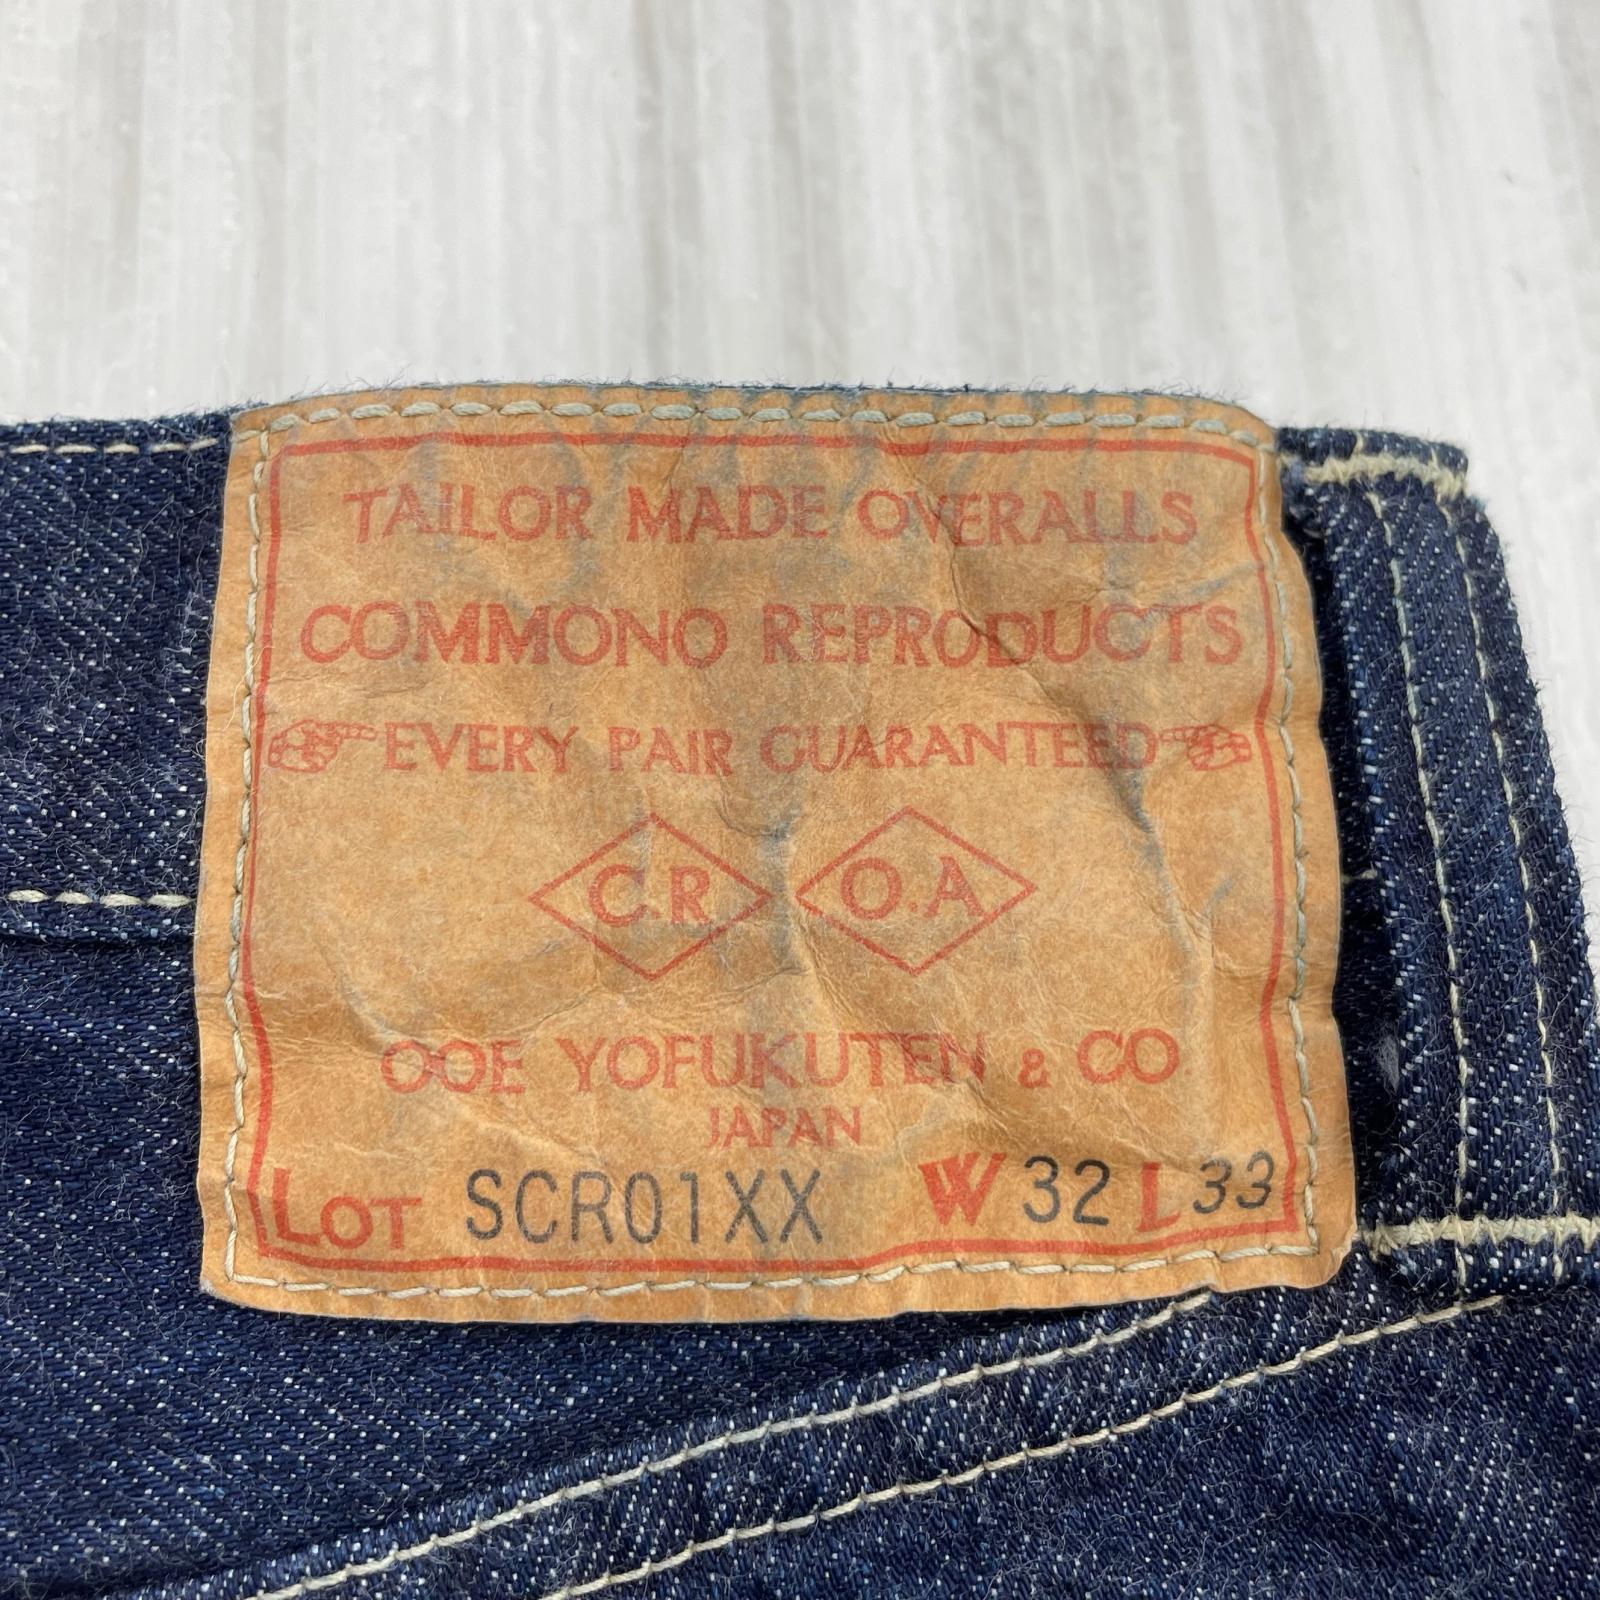 TAILOR MADE OVERALLS
COMMONO REPRODUCTS
EVERY PAIR GUARANTEED
C.R O.A
OOE YOFUKUTEN & CO
JAPAN
LOT SCR01XX W 32 L 33